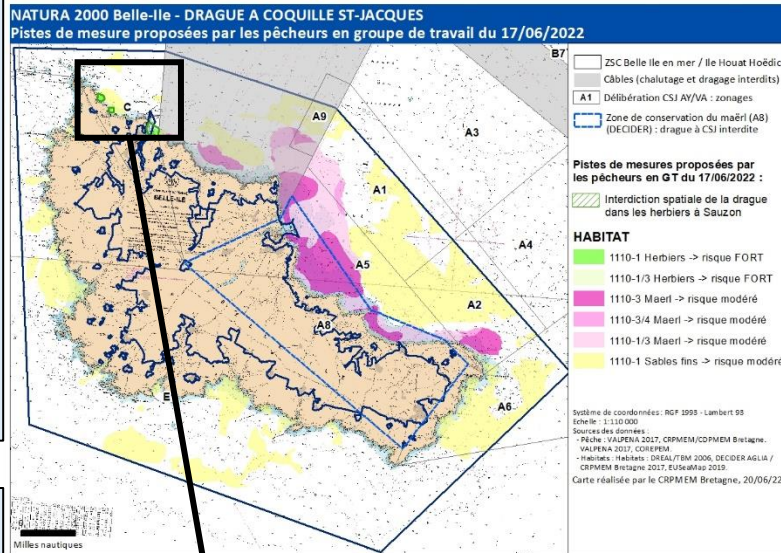 NATURA 2000 Belle-Ile - DRAGUE A COQUILLE ST-JACQUES
Pistes de mesure proposées par les pêcheurs en groupe de travail du 17/06/2022
B7
C
A9
A3
A1
BELLE-ILE
A4
A5
A2
A8
E
A6
Milles nautiques
ZSC Belle Ile en mer / Ile Houat Hoëdic
Câbles (chalutage et dragage interdits)
A1 Délibération CSJ AY/VA : zonages
Zone de conservation du maërl (A8)
(DECIDER) : drague à CSJ interdite
Pistes de mesures proposées par
les pêcheurs en GT du 17/06/2022 :
Interdiction spatiale de la drague
dans les herbiers à Sauzon
HABITAT
1110-1 Herbiers -> risque FORT
1110-1/3 Herbiers -> risque FORT
1110-3 Maerl -> risque modéré
1110-3/4 Maerl -> risque modéré
1110-1/3 Maerl -> risque modéré
1110-1 Sables fins -> risque modéré
Système de coordonnées : RGF 1993 - Lambert 93
Echelle : 1:110 000
Sources des données :
- Pêche : VALPENA 2017, CRPMEM/CDPMEM Bretagne.
VALPENA 2017, COREPEM.
- Habitats : Habitats : DREAL/TBM 2006, DECIDER AGLIA /
CRPMEM Bretagne 2017, EUSeaMap 2019.
Carte réalisée par le CRPMEM Bretagne, 20/06/22